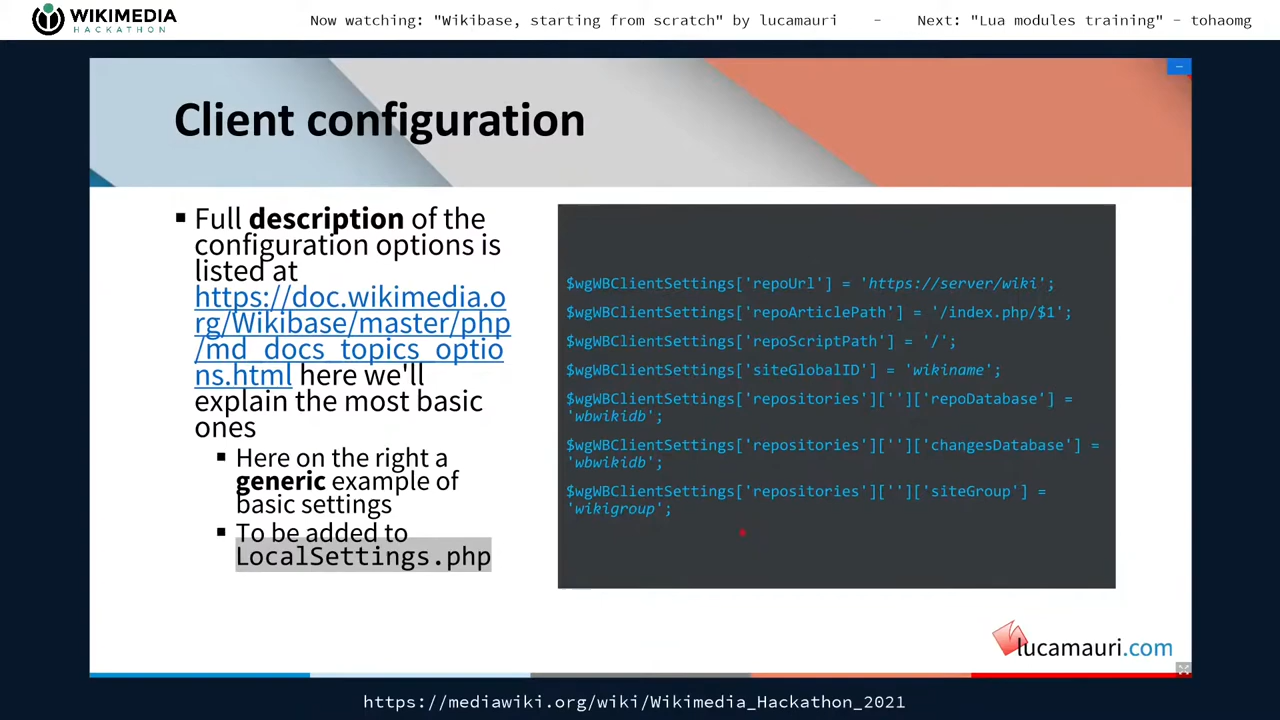 WIKIMEDIA
HACKATHON
Now watching: "Wikibase, starting from scratch" by lucamauri - Next: "Lua modules training" - tohaomg
Client configuration
▪ Full description of the
configuration options is
listed at
https://doc.wikimedia.o
rg/Wikibase/master/php
/md_docs_topics_optio
ns.html here we'll
explain the most basic
ones
▪ Here on the right a
generic example of
basic settings
▪ To be added to
LocalSettings.php
$wgWBClientSettings['repoUrl'] = 'https://server/wiki';
$wgWBClientSettings['repoArticlePath'] = '/index.php/$1';
$wgWBClientSettings['repoScriptPath'] = '/';
$wgWBClientSettings['siteGlobalID'] = 'wikiname';
$wgWBClientSettings['repositories']['']['repoDatabase'] =
'wbwikidb';
$wgWBClientSettings['repositories']['']['changesDatabase'] =
'wbwikidb';
$wgWBClientSettings['repositories']['']['siteGroup'] =
'wikigroup';
lucamauri.com
https://mediawiki.org/wiki/Wikimedia_Hackathon_2021